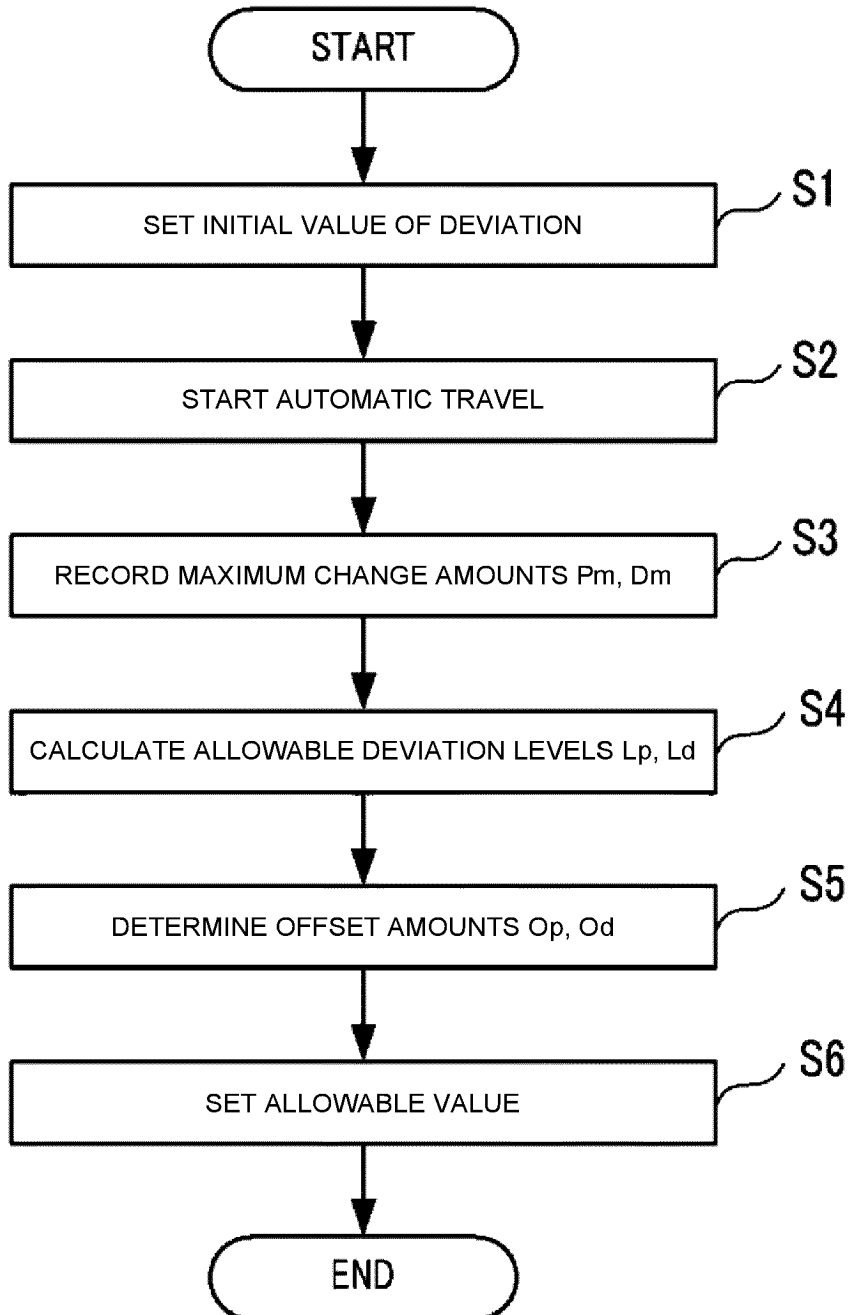 START
SET INITIAL VALUE OF DEVIATION
S1
START AUTOMATIC TRAVEL
S2
RECORD MAXIMUM CHANGE AMOUNTS Pm, Dm
S3
CALCULATE ALLOWABLE DEVIATION LEVELS Lp, Ld
S4
DETERMINE OFFSET AMOUNTS Op, Od
S5
SET ALLOWABLE VALUE
S6
END